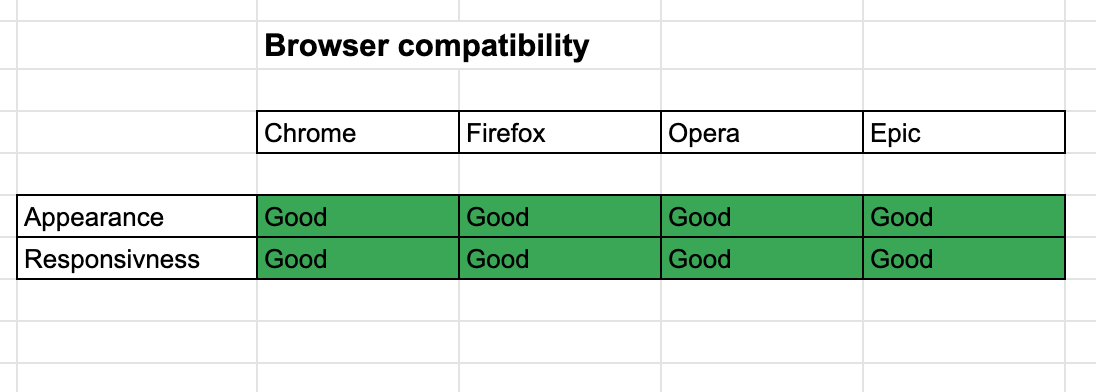 Browser compatibility
Chrome Firefox Opera Epic
Appearance Good Good Good Good
Responsivness Good Good Good Good